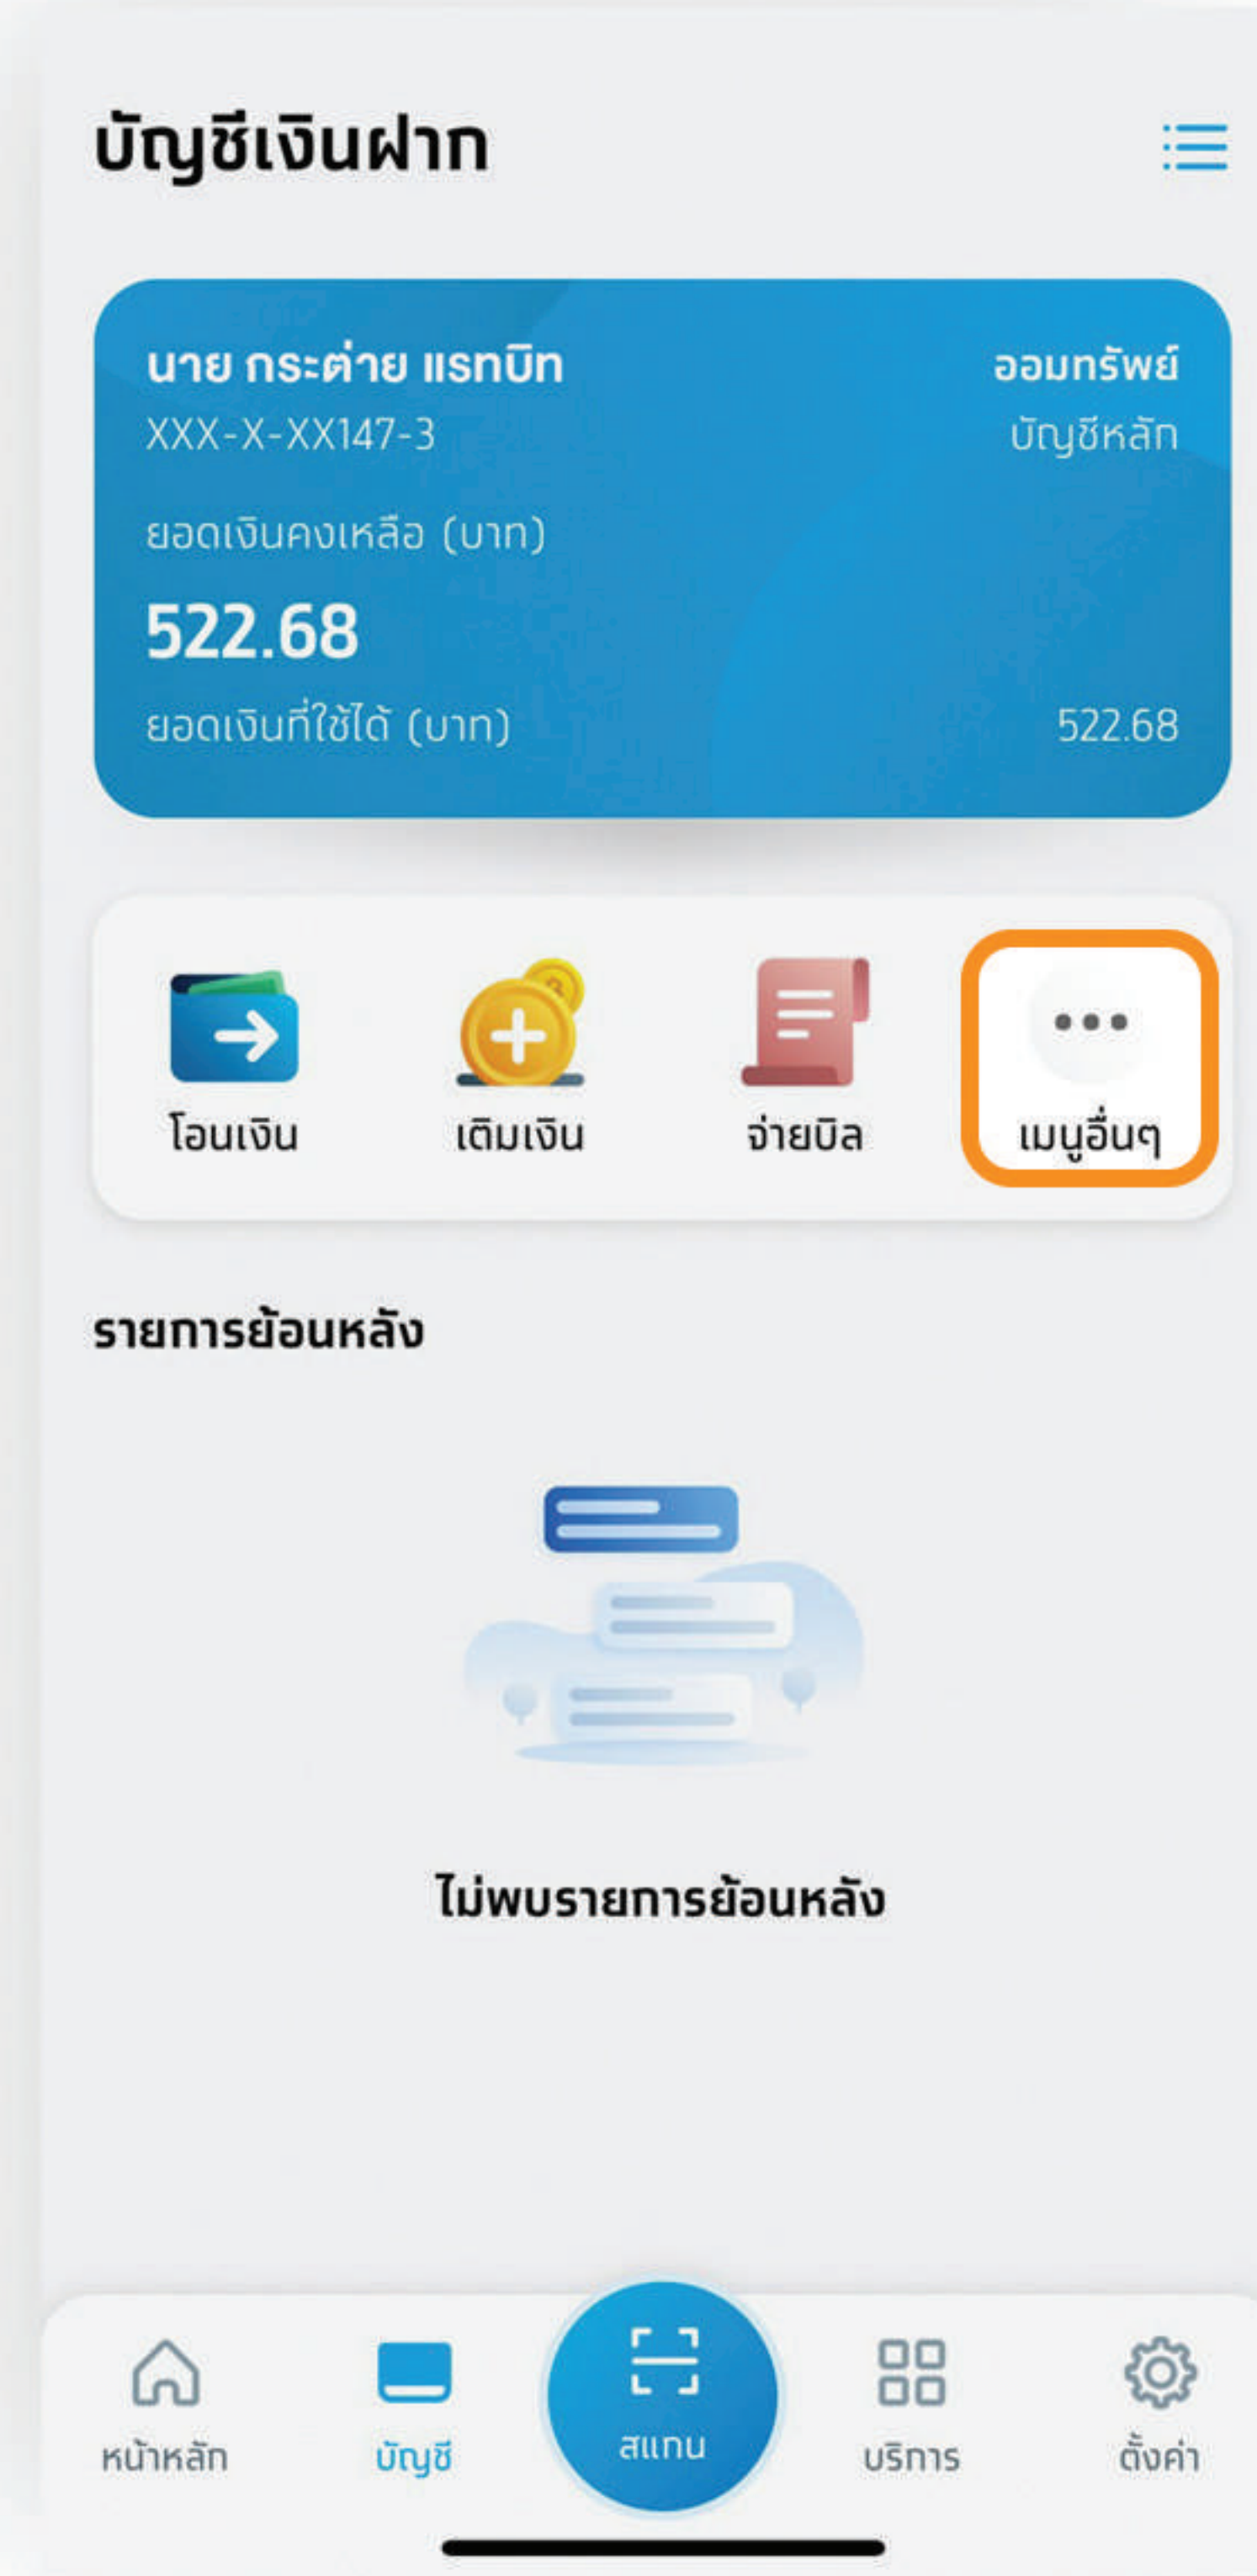 บัญชีเงินฝาก
นาย กระต่าย แรทบิท
ออมทรัพย์
XXX-X-XX147-3
บัญชีหลัก
ยอดเงินคงเหลือ (บาท)
522.68
ยอดเงินที่ใช้ได้ (บาท)
522.68
โอนเงิน
เติมเงิน
จ่ายบิล
เมนูอื่นๆ
รายการย้อนหลัง
ไม่พบรายการย้อนหลัง
หน้าหลัก
บัญชี
สแกน
บริการ
ตั้งค่า